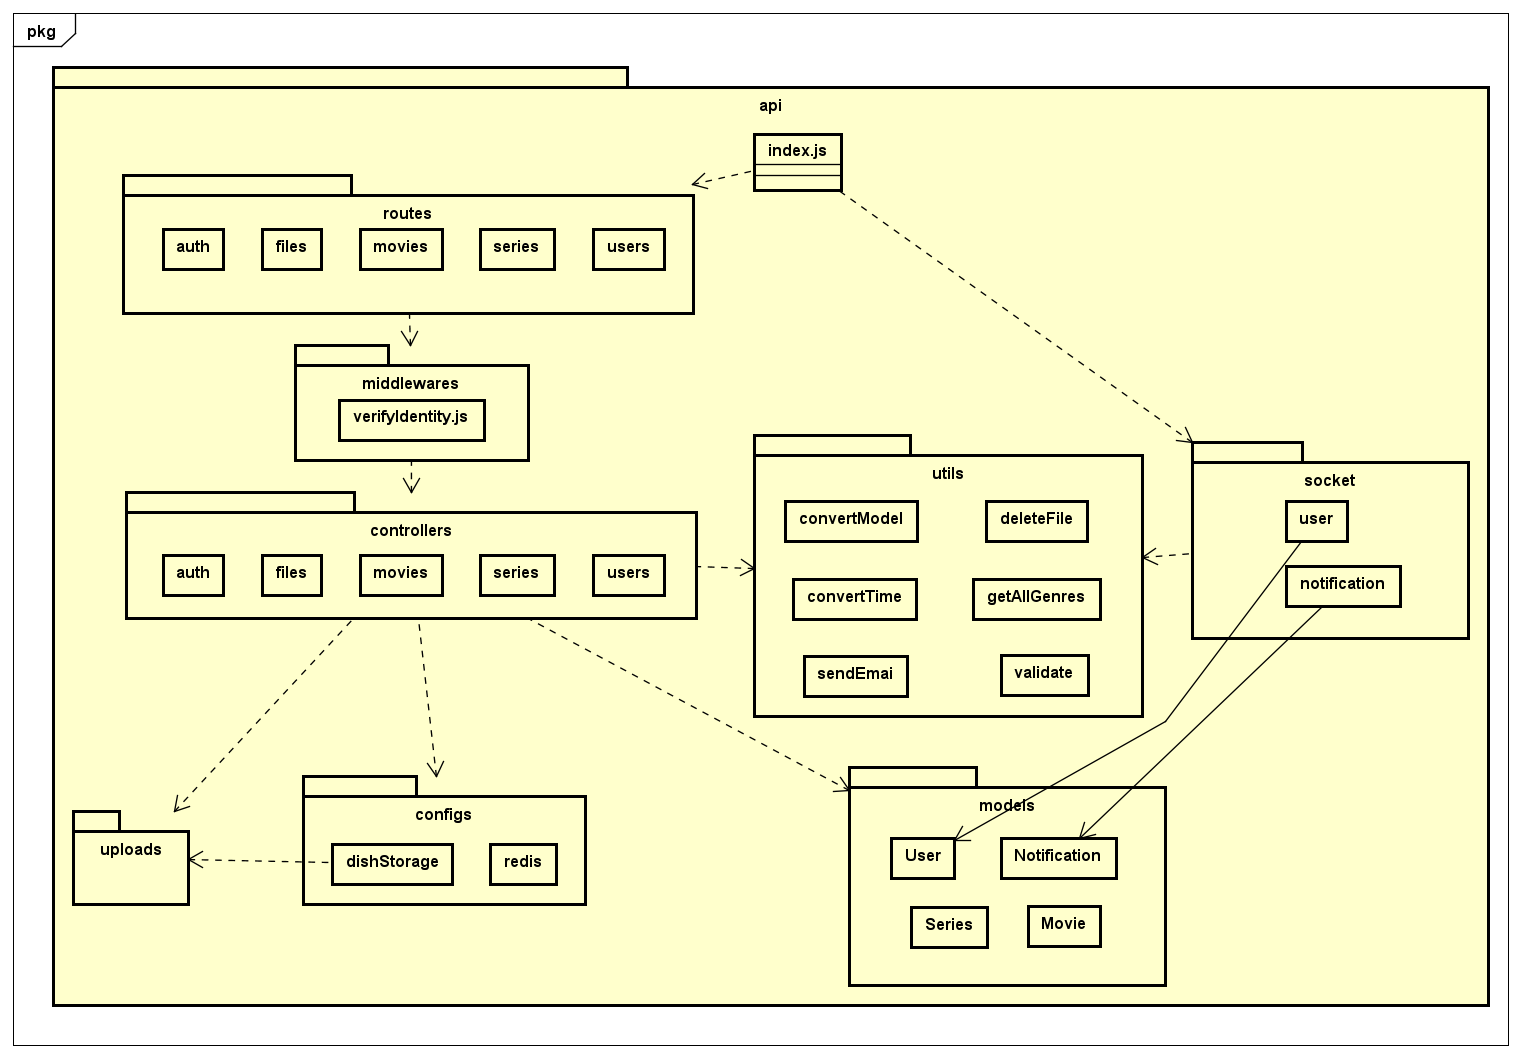 pkg
api
index.js
routes
auth
files
movies
series
users
middlewares
verifyIdentity.js
controllers
auth
files
movies
series
users
utils
convertModel
deleteFile
convertTime
getAllGenres
sendEmai
validate
socket
user
notification
uploads
configs
dishStorage
redis
models
User
Notification
Series
Movie